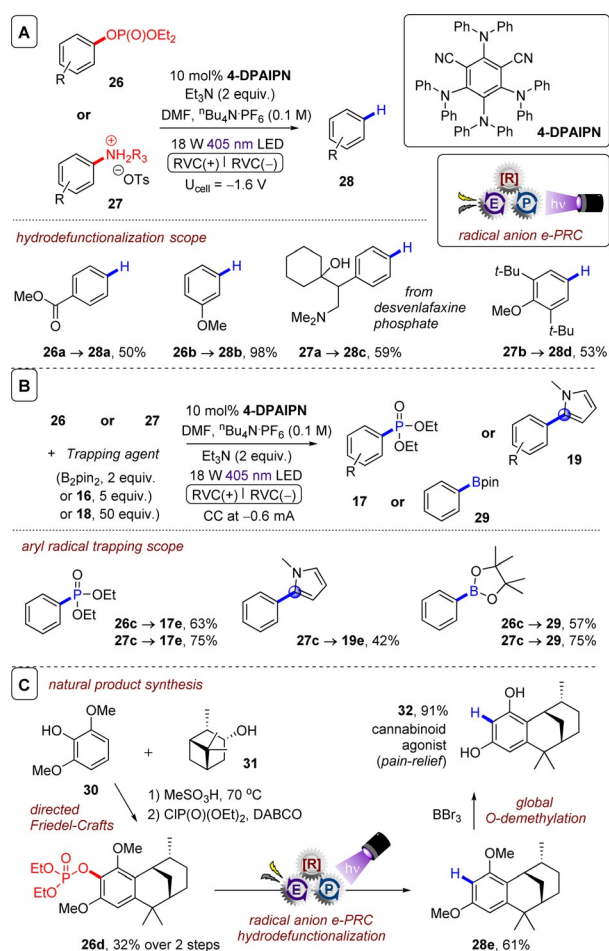 A
OP(O)OEt2
R
26
or
⊕
NH2R3
⊖OTs
R
27
10 mol% 4-DPAIPN
Et3N (2 equiv.)
DMF, nBu4N·PF6 (0.1 M)
18 W 405 nm LED
RVC(+) | RVC(−)
Ucell = −1.6 V
H
R
28
NPh2
CN
NC
Ph
N
Ph
4-DPAIPN
[R]
E
P
hν
radical anion e-PRC
hydrodefunctionalization scope
H
MeO
O
26a → 28a, 50%
H
OMe
26b → 28b, 98%
OH
H
Me2N
from
desvenlafaxine
phosphate
27a → 28c, 59%
t-Bu
H
MeO
t-Bu
27b → 28d, 53%
B
26 or 27
+ Trapping agent
(B2pin2, 2 equiv.
or 16, 5 equiv.)
or 18, 50 equiv.)
10 mol% 4-DPAIPN
DMF, nBu4N·PF6 (0.1 M)
Et3N (2 equiv.)
18 W 405 nm LED
RVC(+) | RVC(−)
CC at −0.6 mA
O
P
O
Et
O
Et
R
17
or
N
R
19
or
Bpin
29
aryl radical trapping scope
O
P
OEt
O
Et
26c → 17e, 63%
27c → 17e, 75%
N
27c → 19e, 42%
O
B
O
26c → 29, 57%
27c → 29, 75%
C
natural product synthesis
OMe
HO
MeO
30
+
OH
31
directed
Friedel-Crafts
1) MeSO3H, 70 ºC
2) ClP(O)(OEt)2, DABCO
EtO
O
P
EtO
O
OMe
MeO
26d, 32% over 2 steps
[R]
E
P
hν
radical anion e-PRC
hydrodefunctionalization
32, 91%
cannabinoid
agonist
(pain-relief)
OH
H
HO
BBr3
global
O-demethylation
OMe
H
MeO
28e, 61%